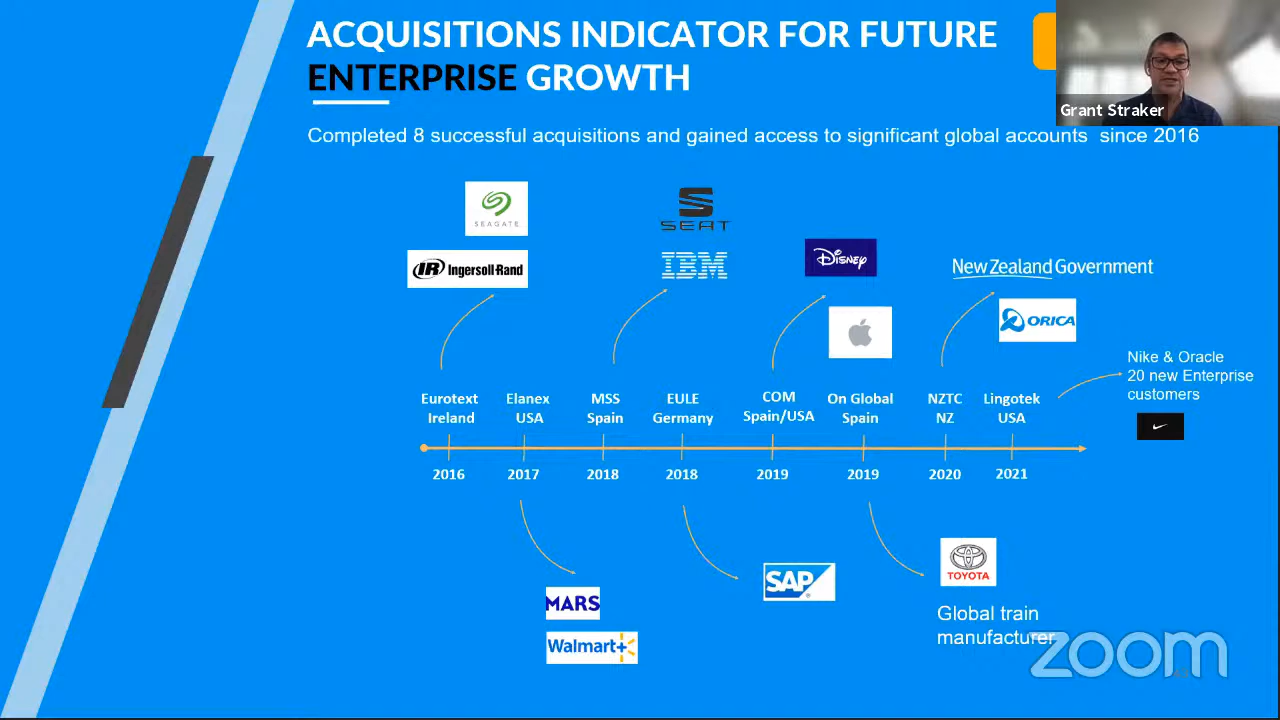 ACQUISITIONS INDICATOR FOR FUTURE
ENTERPRISE GROWTH
Grant Straker
Completed 8 successful acquisitions and gained access to significant global accounts since 2016
SEAGATE
SEAT
IR Ingersoll Rand
IBM
Disney
New Zealand Government
ORICA
Nike & Oracle
20 new Enterprise
customers
Eurotext
Ireland
Elanex
USA
MSS
Spain
EULE
Germany
COM
Spain/USA
On Global
Spain
NZTC
NZ
Lingotek
USA
2016
2017
2018
2018
2019
2019
2020
2021
MARS
Walmart+
SAP
TOYOTA
Global train
manufacturer
zoom